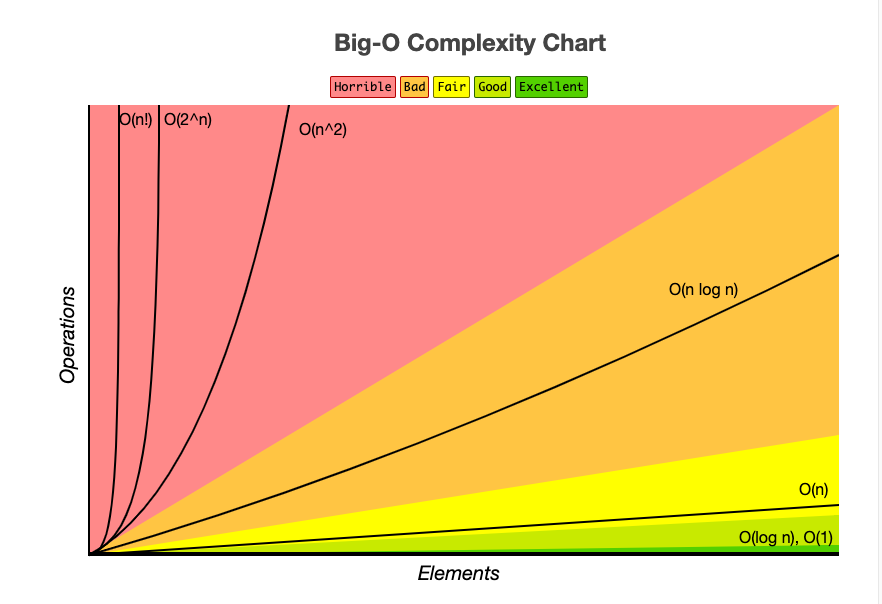 Big-O Complexity Chart
Horrible Bad Fair Good Excellent
O(n!) O(2^n)
O(n^2)
O(n log n)
Operations
O(n)
O(log n), O(1)
Elements